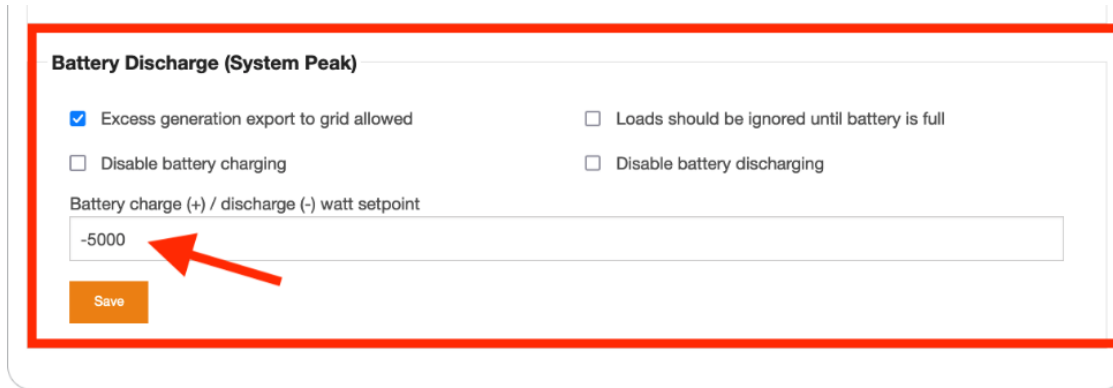 Battery Discharge (System Peak)
Excess generation export to grid allowed
Loads should be ignored until battery is full
Disable battery charging
Disable battery discharging
Battery charge (+) / discharge (-) watt setpoint
-5000
Save